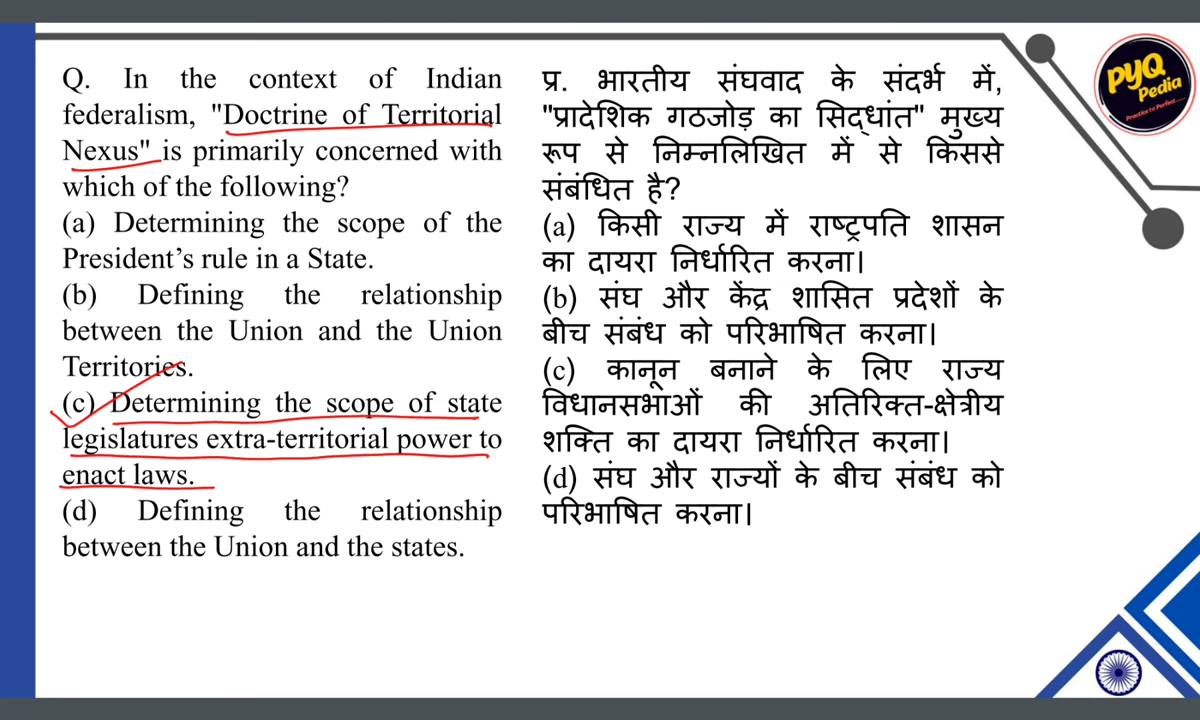 Q. In the context of Indian
federalism, "Doctrine of Territorial
Nexus" is primarily concerned with
which of the following?
(a) Determining the scope of the
President’s rule in a State.
(b) Defining the relationship
between the Union and the Union
Territories.
(c) Determining the scope of state
legislatures extra-territorial power to
enact laws.
(d) Defining the relationship
between the Union and the states.
प्र. भारतीय संघवाद के संदर्भ में,
"प्रादेशिक गठजोड़ का सिद्धांत" मुख्य
रूप से निम्नलिखित में से किससे
संबंधित है?
(a) किसी राज्य में राष्ट्रपति शासन
का दायरा निर्धारित करना।
(b) संघ और केंद्र शासित प्रदेशों के
बीच संबंध को परिभाषित करना।
(c) कानून बनाने के लिए राज्य
विधानसभाओं की अतिरिक्त-क्षेत्रीय
शक्ति का दायरा निर्धारित करना।
(d) संघ और राज्यों के बीच संबंध को
परिभाषित करना।
PYQ
Pedia
Practice to Perfect.....